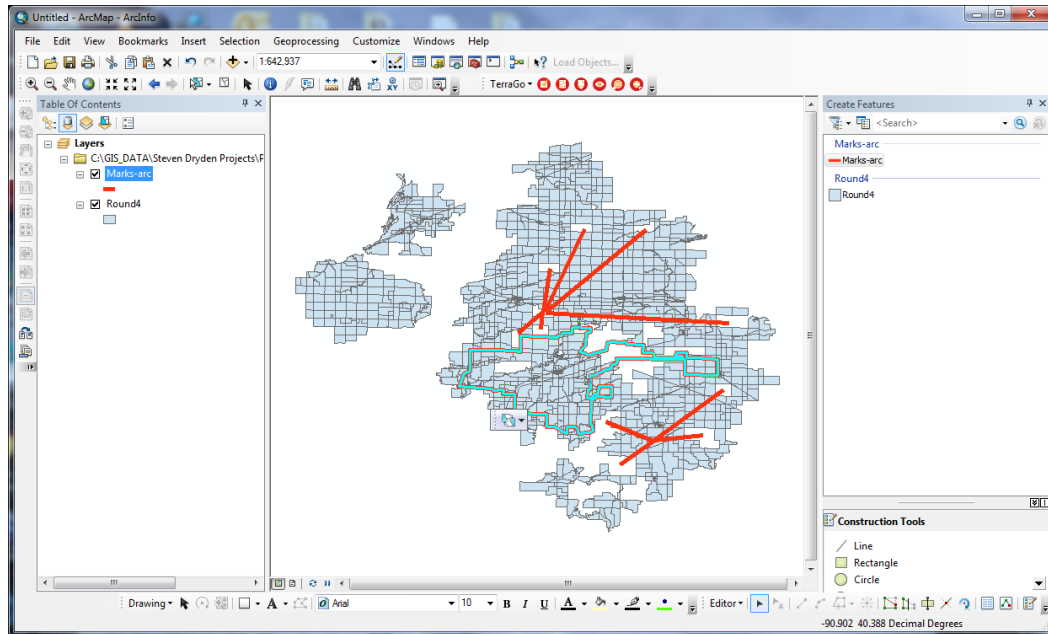 Untitled - ArcMap - ArcInfo
File Edit View Bookmarks Insert Selection Geoprocessing Customize Windows Help
1:642,937 Load Objects...
TerraGo
Table Of Contents
Layers
C:\GIS_DATA\Steven Dryden Projects\F
Marks-arc
Round4
Create Features
<Search>
Marks-arc
Marks-arc
Round4
Round4
Construction Tools
Line
Rectangle
Circle
Drawing A Arial 10 B I U A Editor
-90.902 40.388 Decimal Degrees